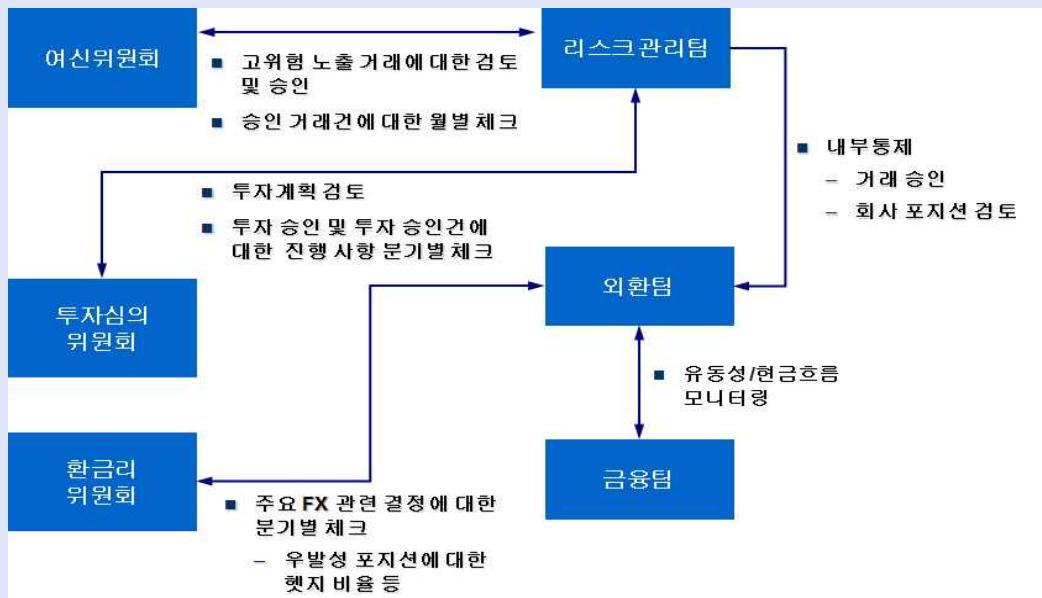 여신위원회
리스크관리팀
■ 고위험 노출 거래에 대한 검토
및 승인
■ 승인 거래건에 대한 월별 체크
■ 내부통제
– 거래 승인
– 회사 포지션 검토
■ 투자계획 검토
■ 투자 승인 및 투자 승인건에
대한 진행 사항 분기별 체크
투자심의
위원회
외환팀
■ 유동성/현금흐름
모니터링
환금리
위원회
금융팀
■ 주요 FX 관련 결정에 대한
분기별 체크
– 우발성 포지션에 대한
헷지 비율 등